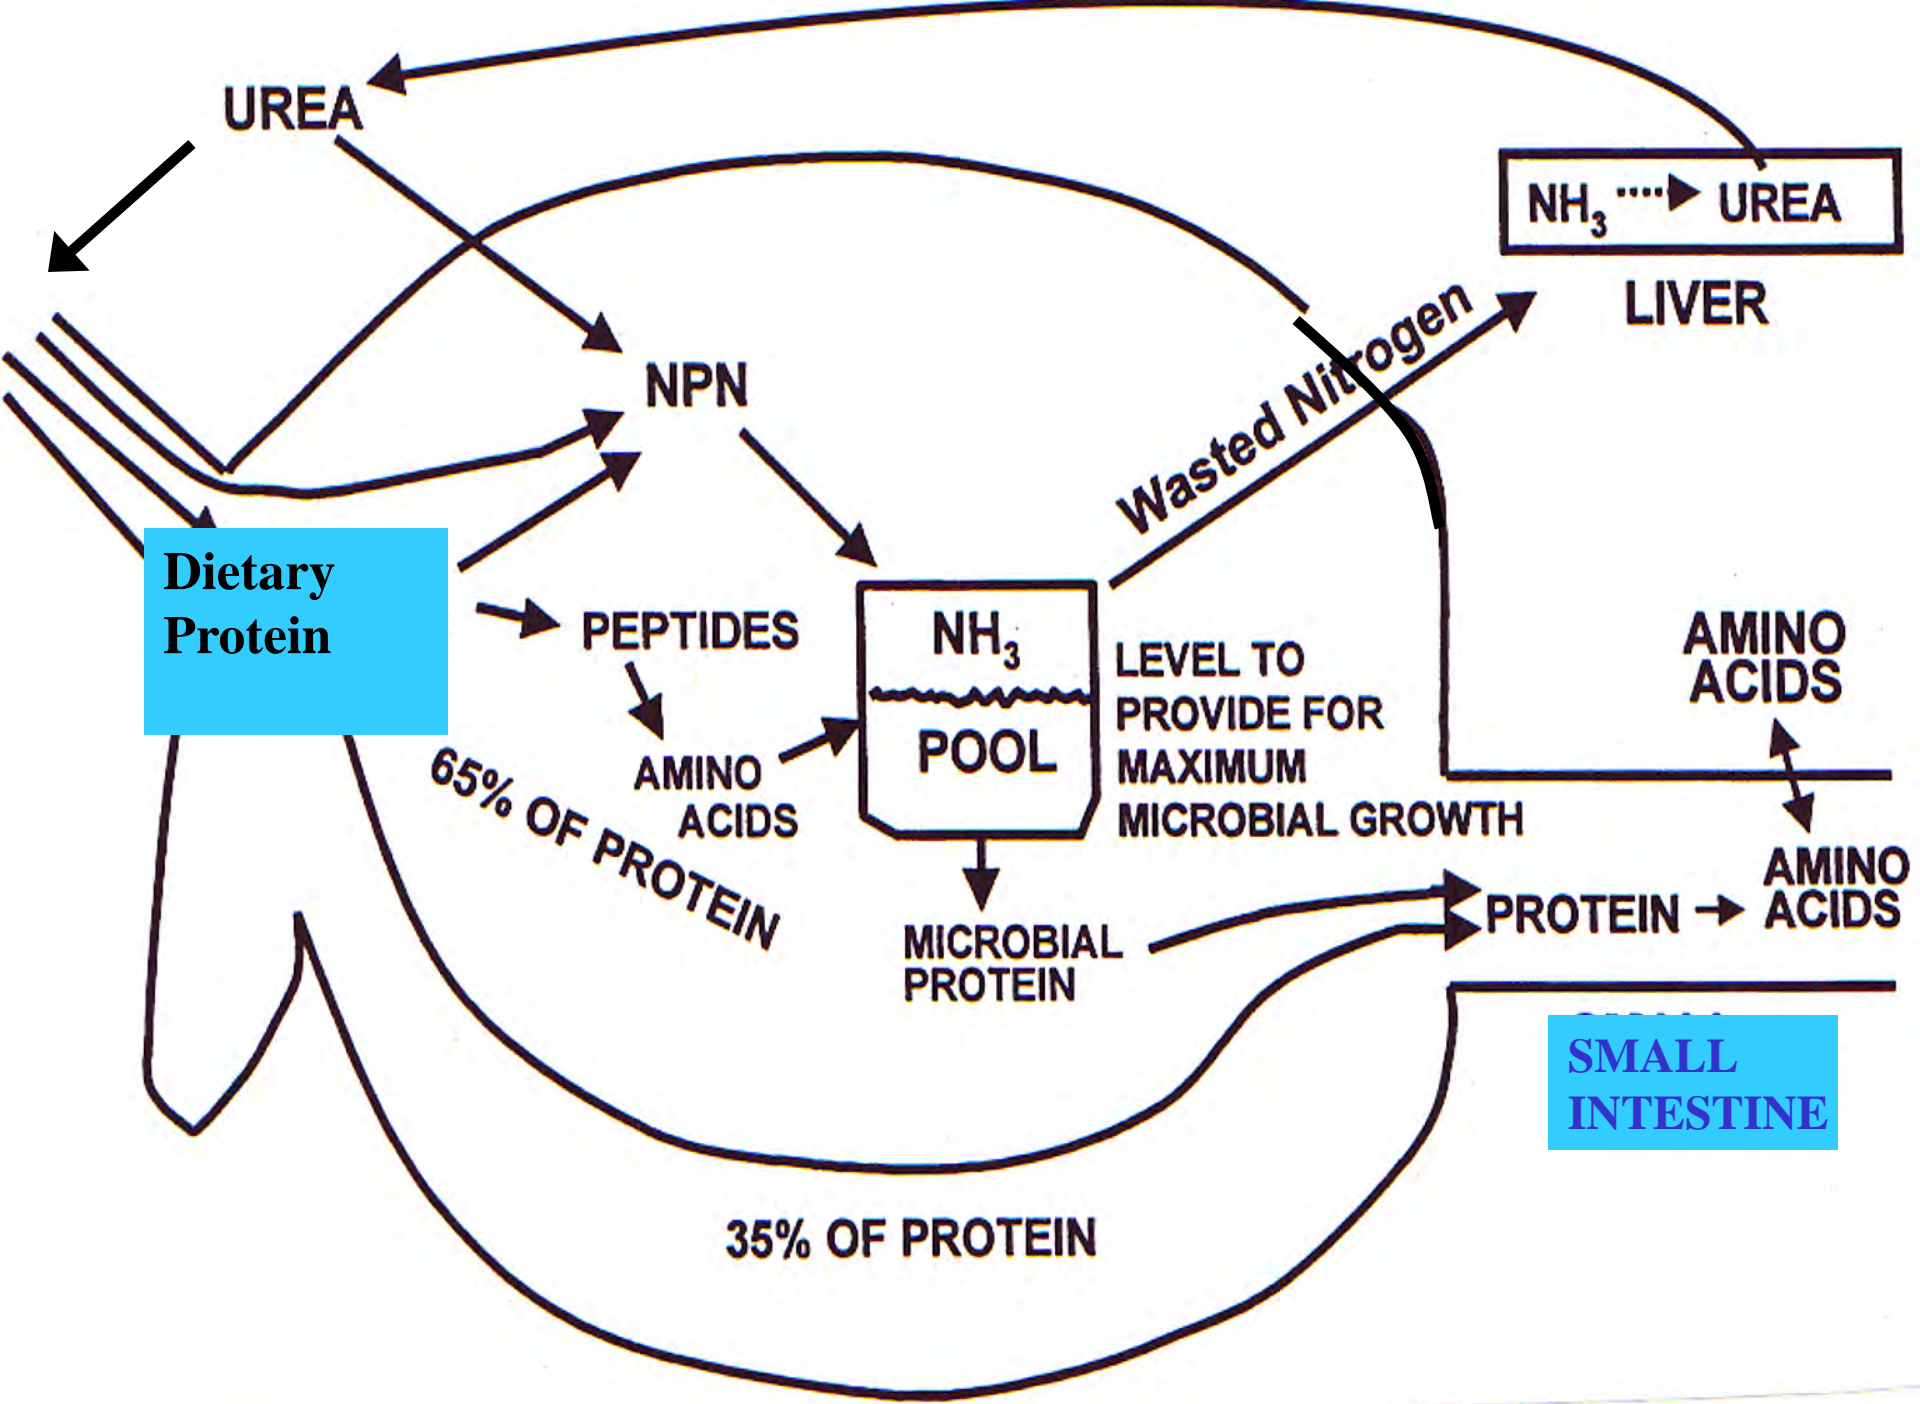 UREA
NH3 UREA
LIVER
Wasted Nitrogen
NPN
Dietary
Protein
PEPTIDES
AMINO
ACIDS
65% OF PROTEIN
NH3
POOL
LEVEL TO
PROVIDE FOR
MAXIMUM
MICROBIAL GROWTH
MICROBIAL
PROTEIN
AMINO
ACIDS
PROTEIN
AMINO
ACIDS
SMALL
INTESTINE
35% OF PROTEIN